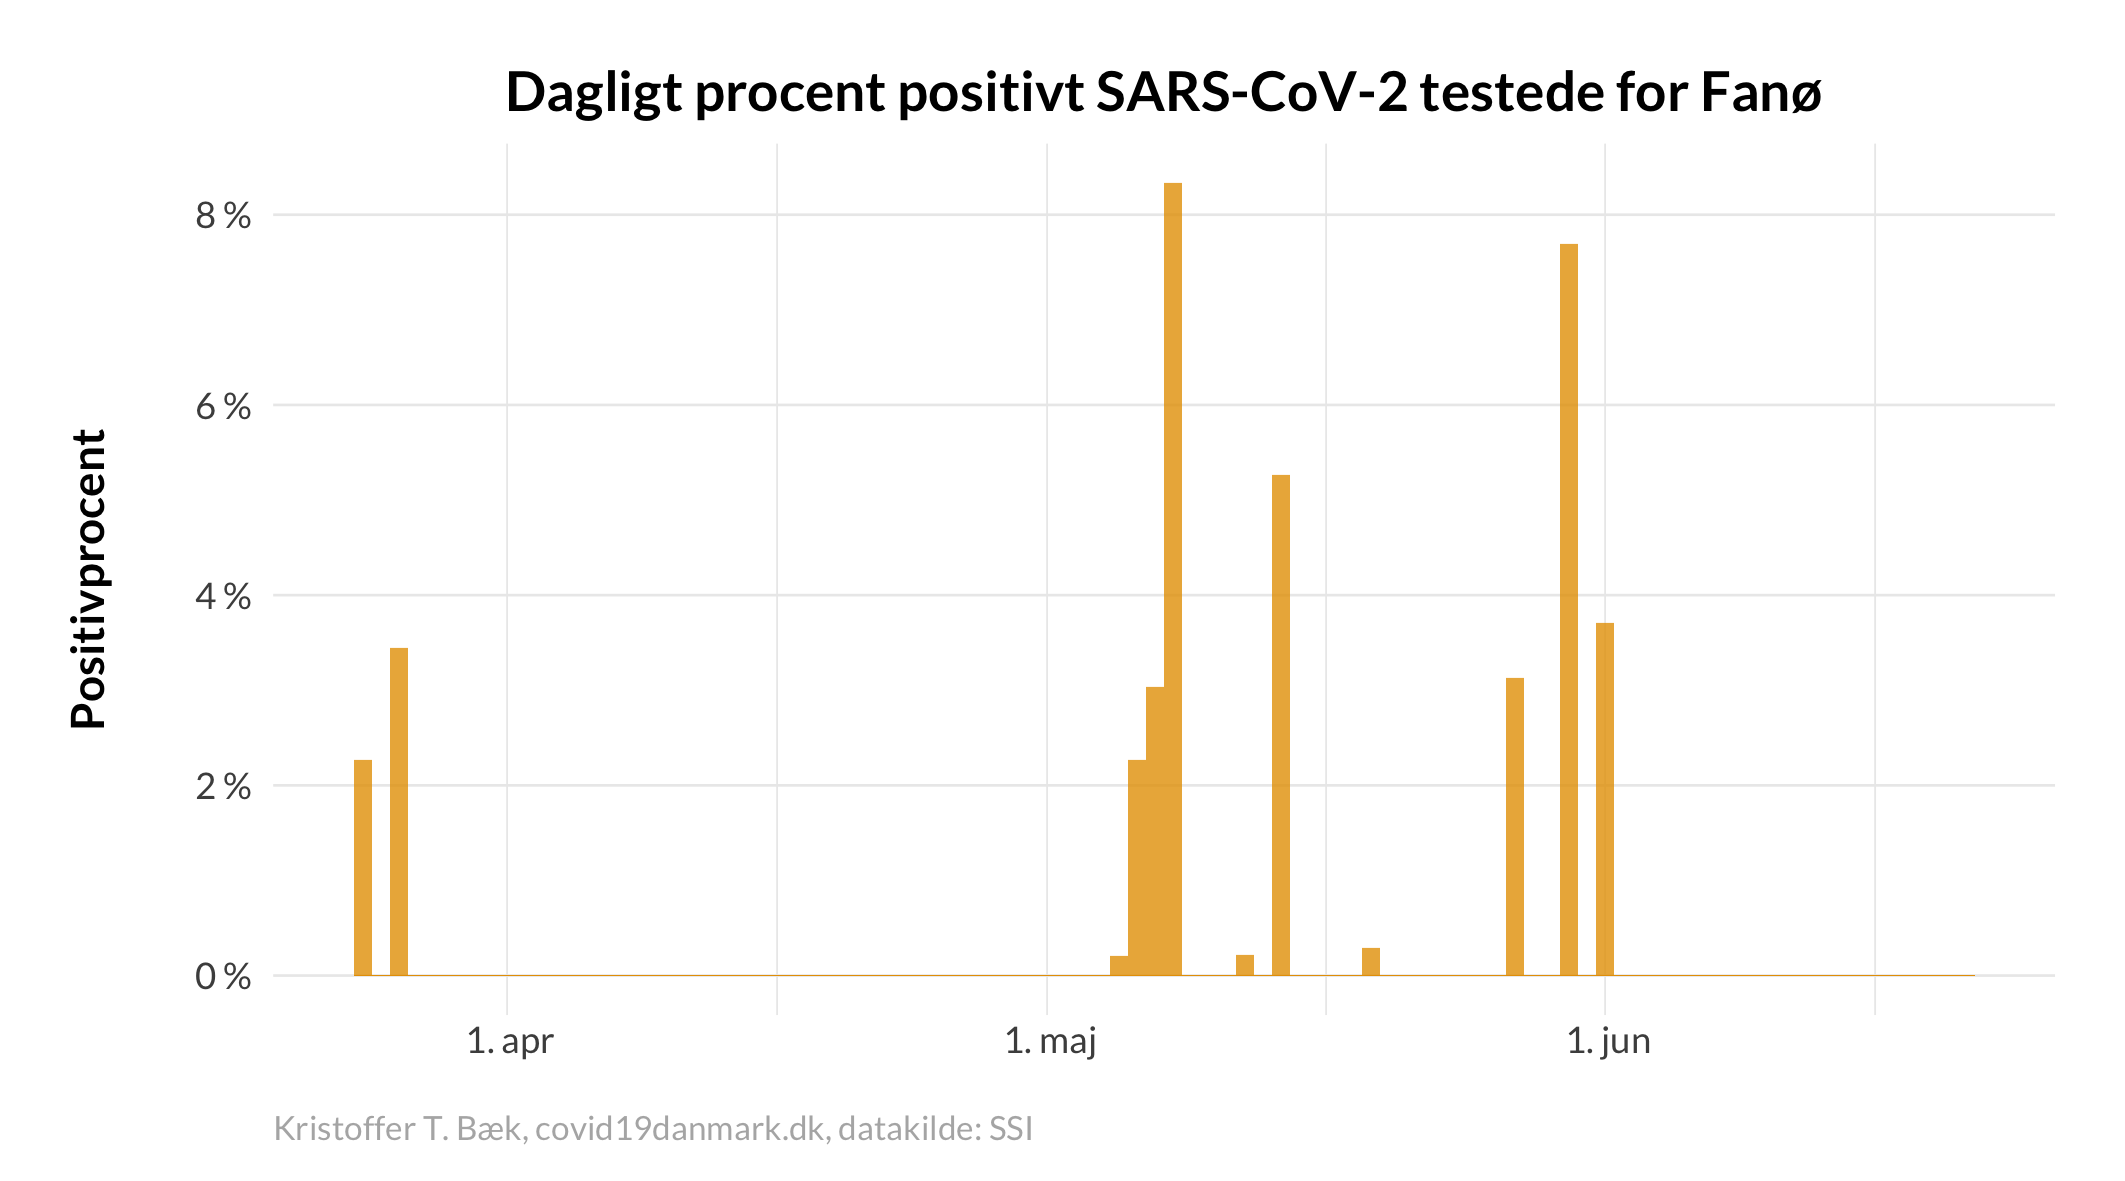 Dagligt procent positivt SARS-CoV-2 testede for Fanø
Positivprocent
8 %
6 %
4 %
2 %
0 %
1. apr
1. maj
1. jun
Kristoffer T. Bæk, covid19danmark.dk, datakilde: SSI